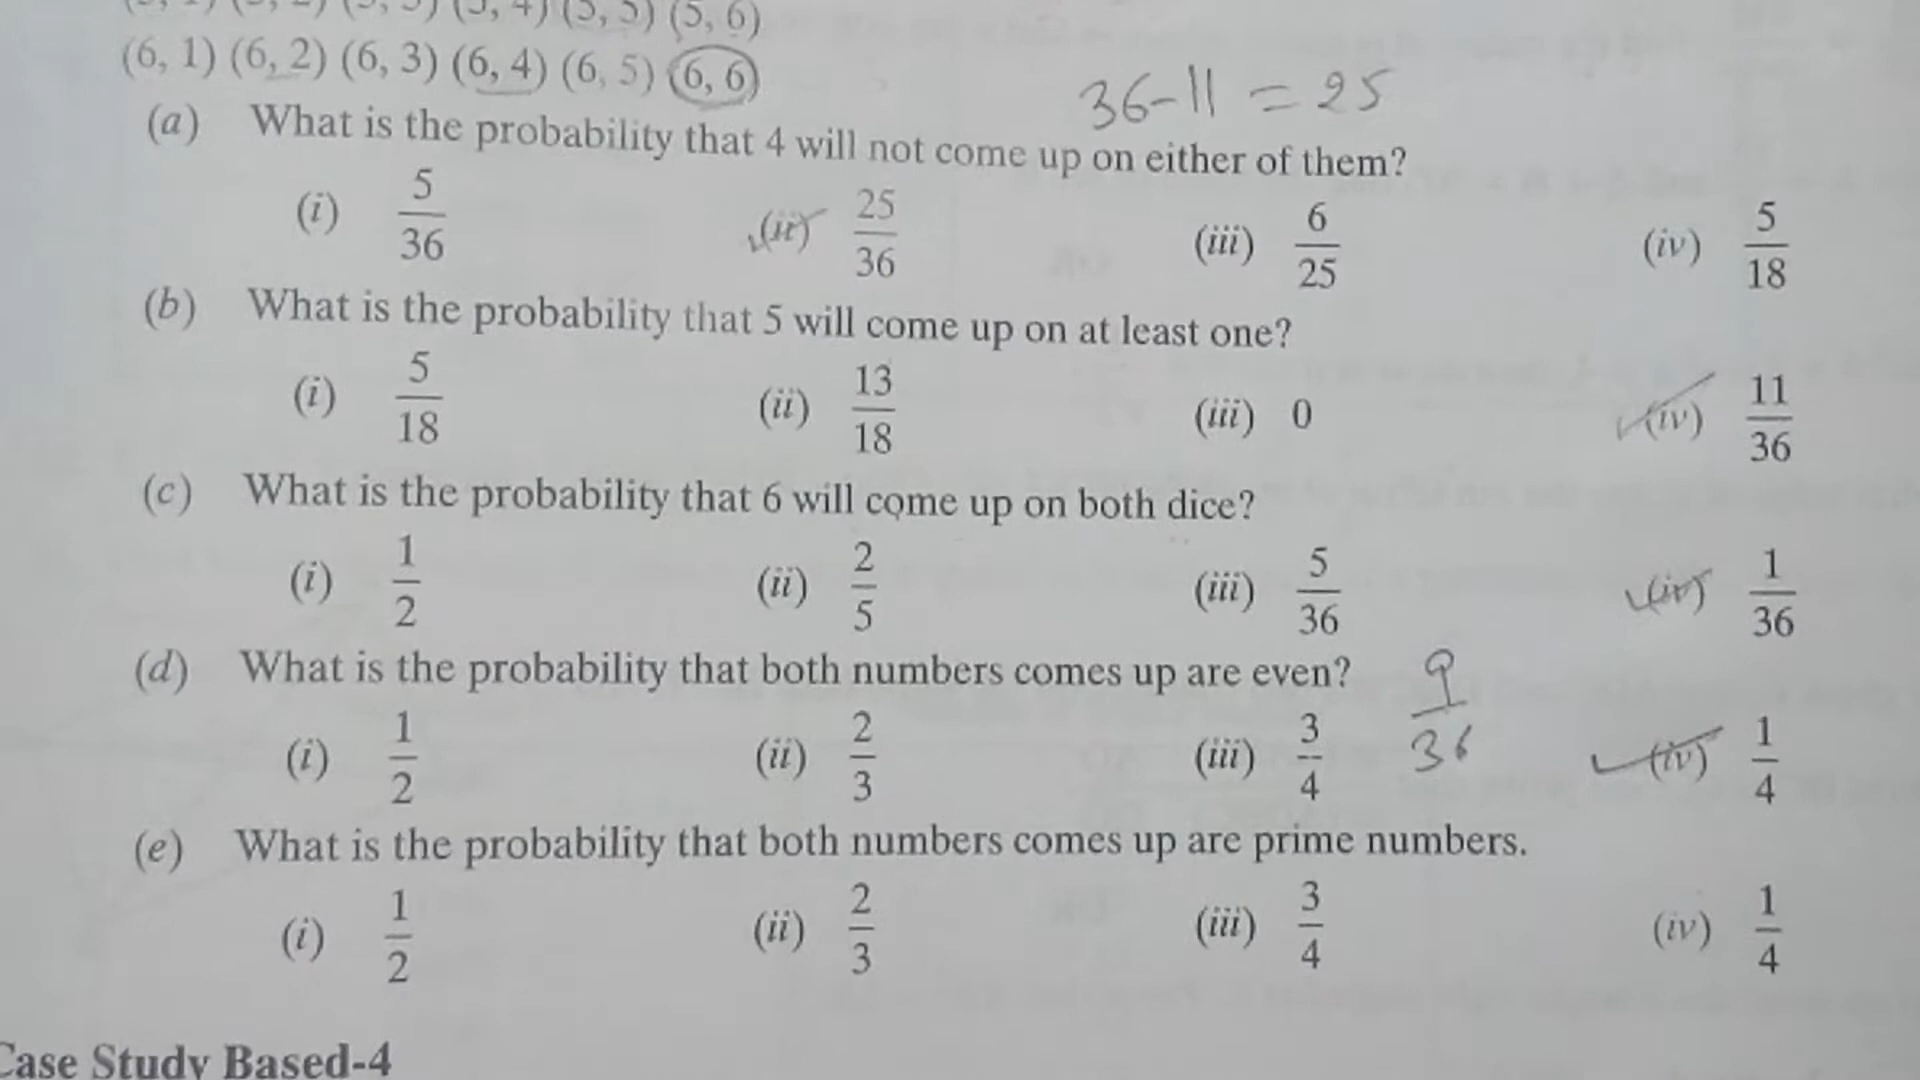 (5, 4) (5, 5) (5, 6)
(6, 1) (6, 2) (6, 3) (6, 4) (6, 5) (6, 6)
36-11 = 25
(a) What is the probability that 4 will not come up on either of them?
(i) 5/36 (ii) 25/36 (iii) 6/25 (iv) 5/18
(b) What is the probability that 5 will come up on at least one?
(i) 5/18 (ii) 13/18 (iii) 0 (iv) 11/36
(c) What is the probability that 6 will come up on both dice?
(i) 1/2 (ii) 2/5 (iii) 5/36 (iv) 1/36
(d) What is the probability that both numbers comes up are even? 9/36
(i) 1/2 (ii) 2/3 (iii) 3/4 (iv) 1/4
(e) What is the probability that both numbers comes up are prime numbers.
(i) 1/2 (ii) 2/3 (iii) 3/4 (iv) 1/4
Case Study Based-4